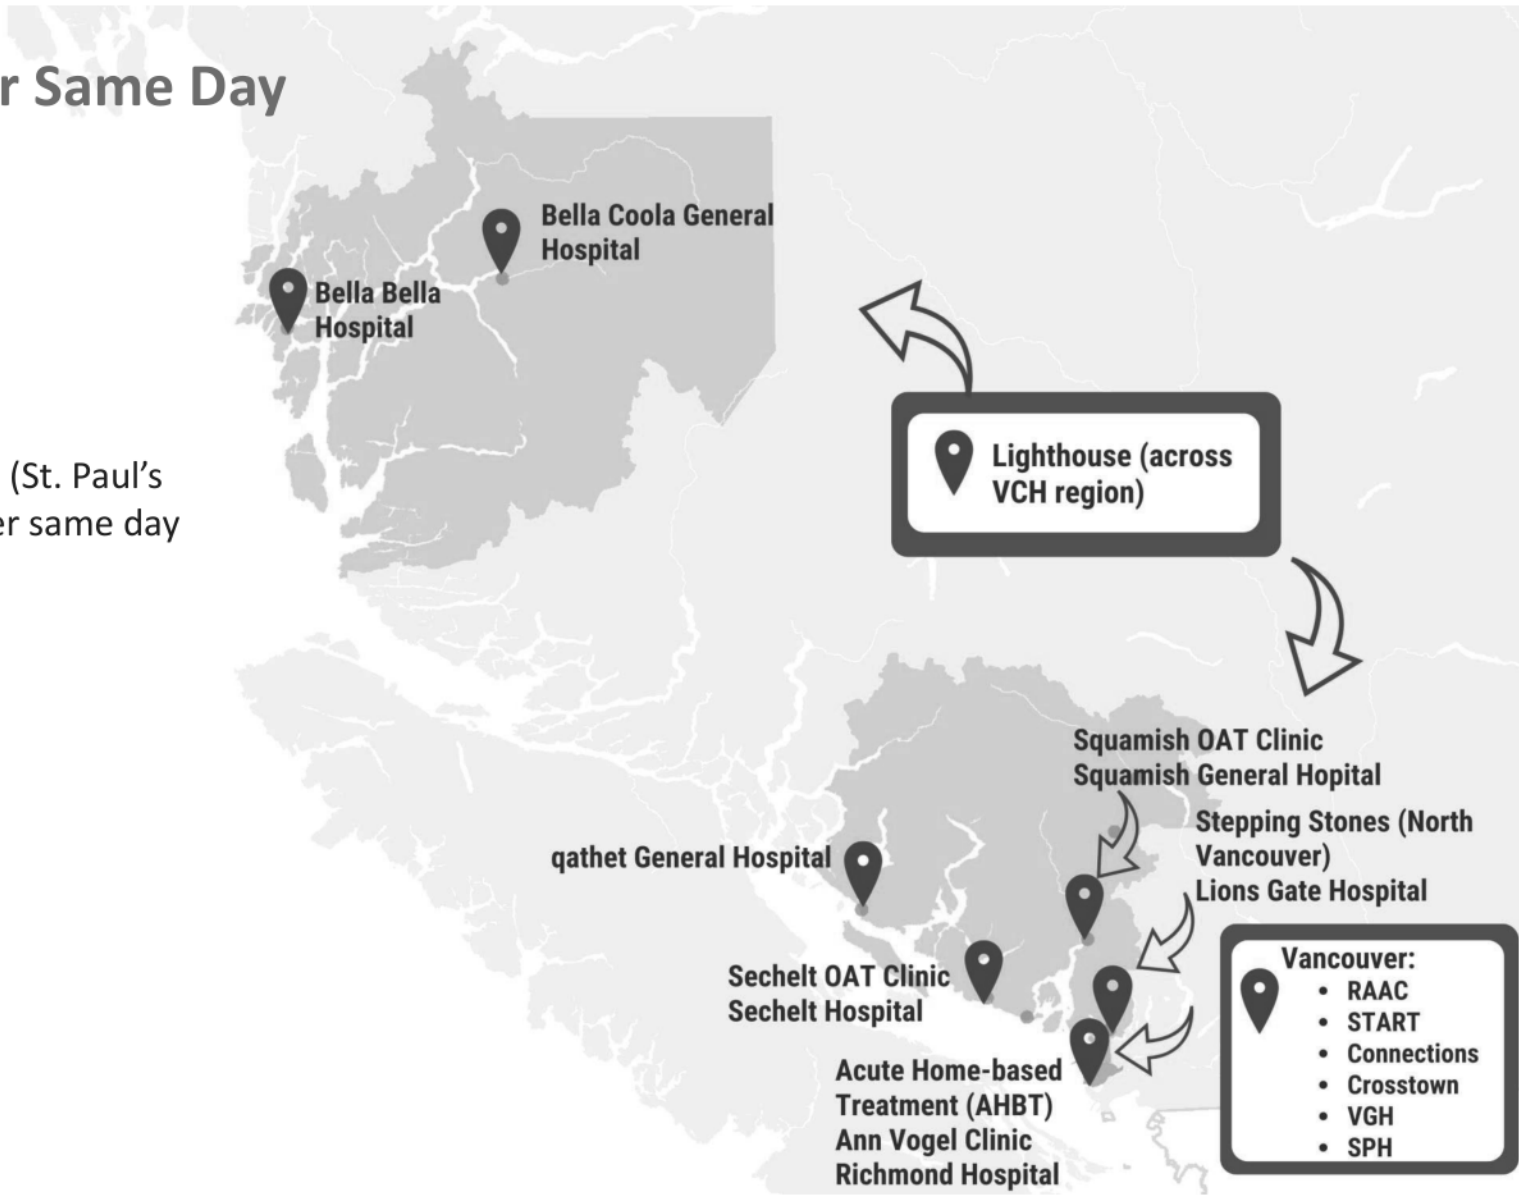 r Same Day
Bella Coola General
Hospital
Bella Bella
Hospital
(St. Paul's
er same day
Lighthouse (across
VCH region)
Squamish OAT Clinic
Squamish General Hopital
Stepping Stones (North
Vancouver)
Lions Gate Hospital
qathet General Hospital
Sechelt OAT Clinic
Sechelt Hospital
Acute Home-based
Treatment (AHBT)
Ann Vogel Clinic
Richmond Hospital
Vancouver:
• RAAC
• START
• Connections
• Crosstown
• VGH
• SPH